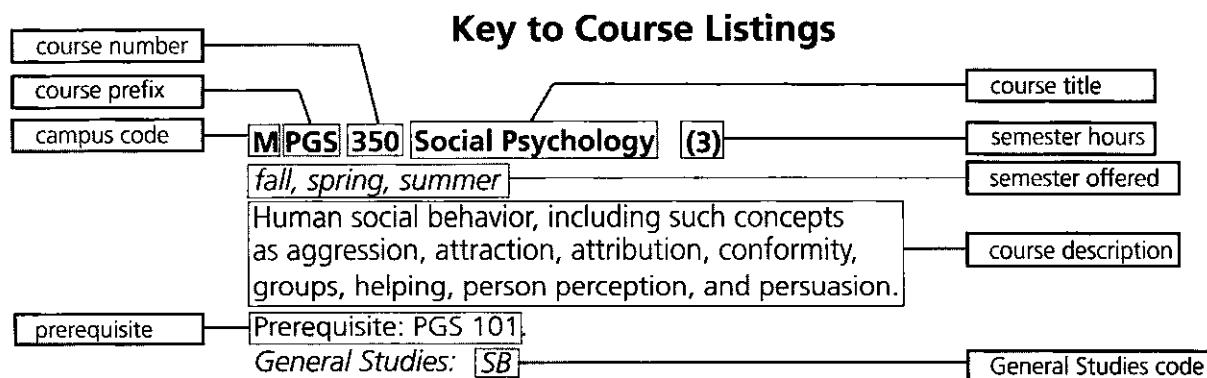 Key to Course Listings
course number
course prefix
course title
campus code
M PGS 350 Social Psychology (3)
semester hours
fall, spring, summer
semester offered
Human social behavior, including such concepts
as aggression, attraction, attribution, conformity,
groups, helping, person perception, and persuasion.
course description
prerequisite
Prerequisite: PGS 101.
General Studies: SB
General Studies code